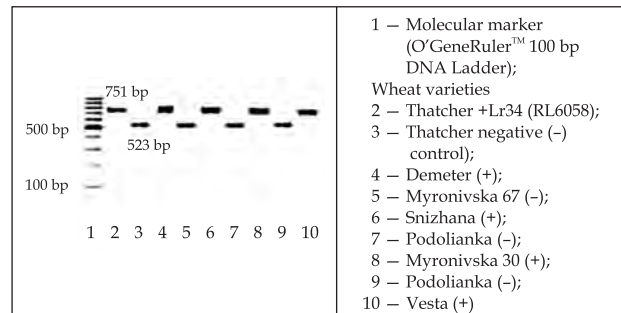 751 bp
500 bp
523 bp
100 bp
1 2 3 4 5 6 7 8 9 10
1 — Molecular marker
(O’GeneRuler™ 100 bp
DNA Ladder);
Wheat varieties
2 — Thatcher +Lr34 (RL6058);
3 — Thatcher negative (–)
control);
4 — Demeter (+);
5 — Myronivska 67 (–);
6 — Snizhana (+);
7 — Podolianka (–);
8 — Myronivska 30 (+);
9 — Podolianka (–);
10 — Vesta (+)